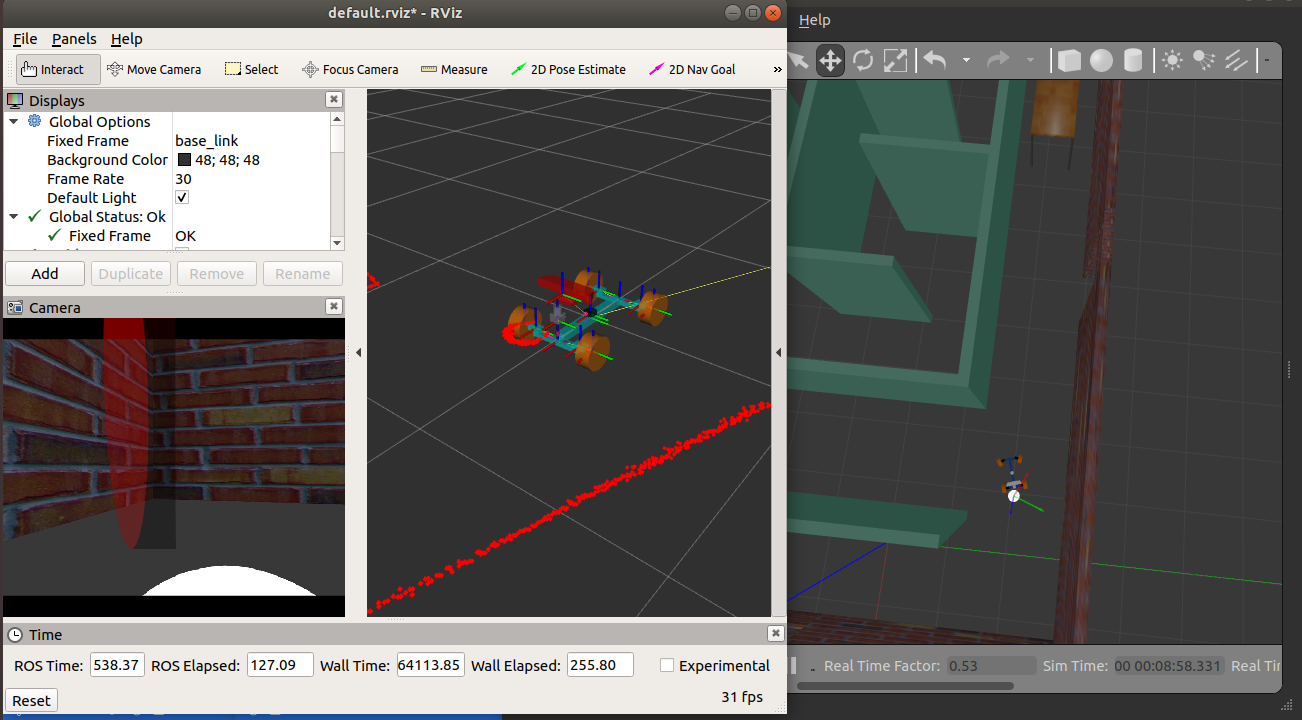 default.rviz* - RViz
Help
File Panels Help
Interact Move Camera Select Focus Camera Measure 2D Pose Estimate 2D Nav Goal »
Displays
Global Options
Fixed Frame base_link
Background Color 48; 48; 48
Frame Rate 30
Default Light
Global Status: Ok
Fixed Frame OK
Add Duplicate Remove Rename
Camera
Time
ROS Time: 538.37 ROS Elapsed: 127.09 Wall Time: 64113.85 Wall Elapsed: 255.80 Experimental
Real Time Factor: 0.53 Sim Time: 00 00:08:58.331 Real Ti
Reset 31 fps